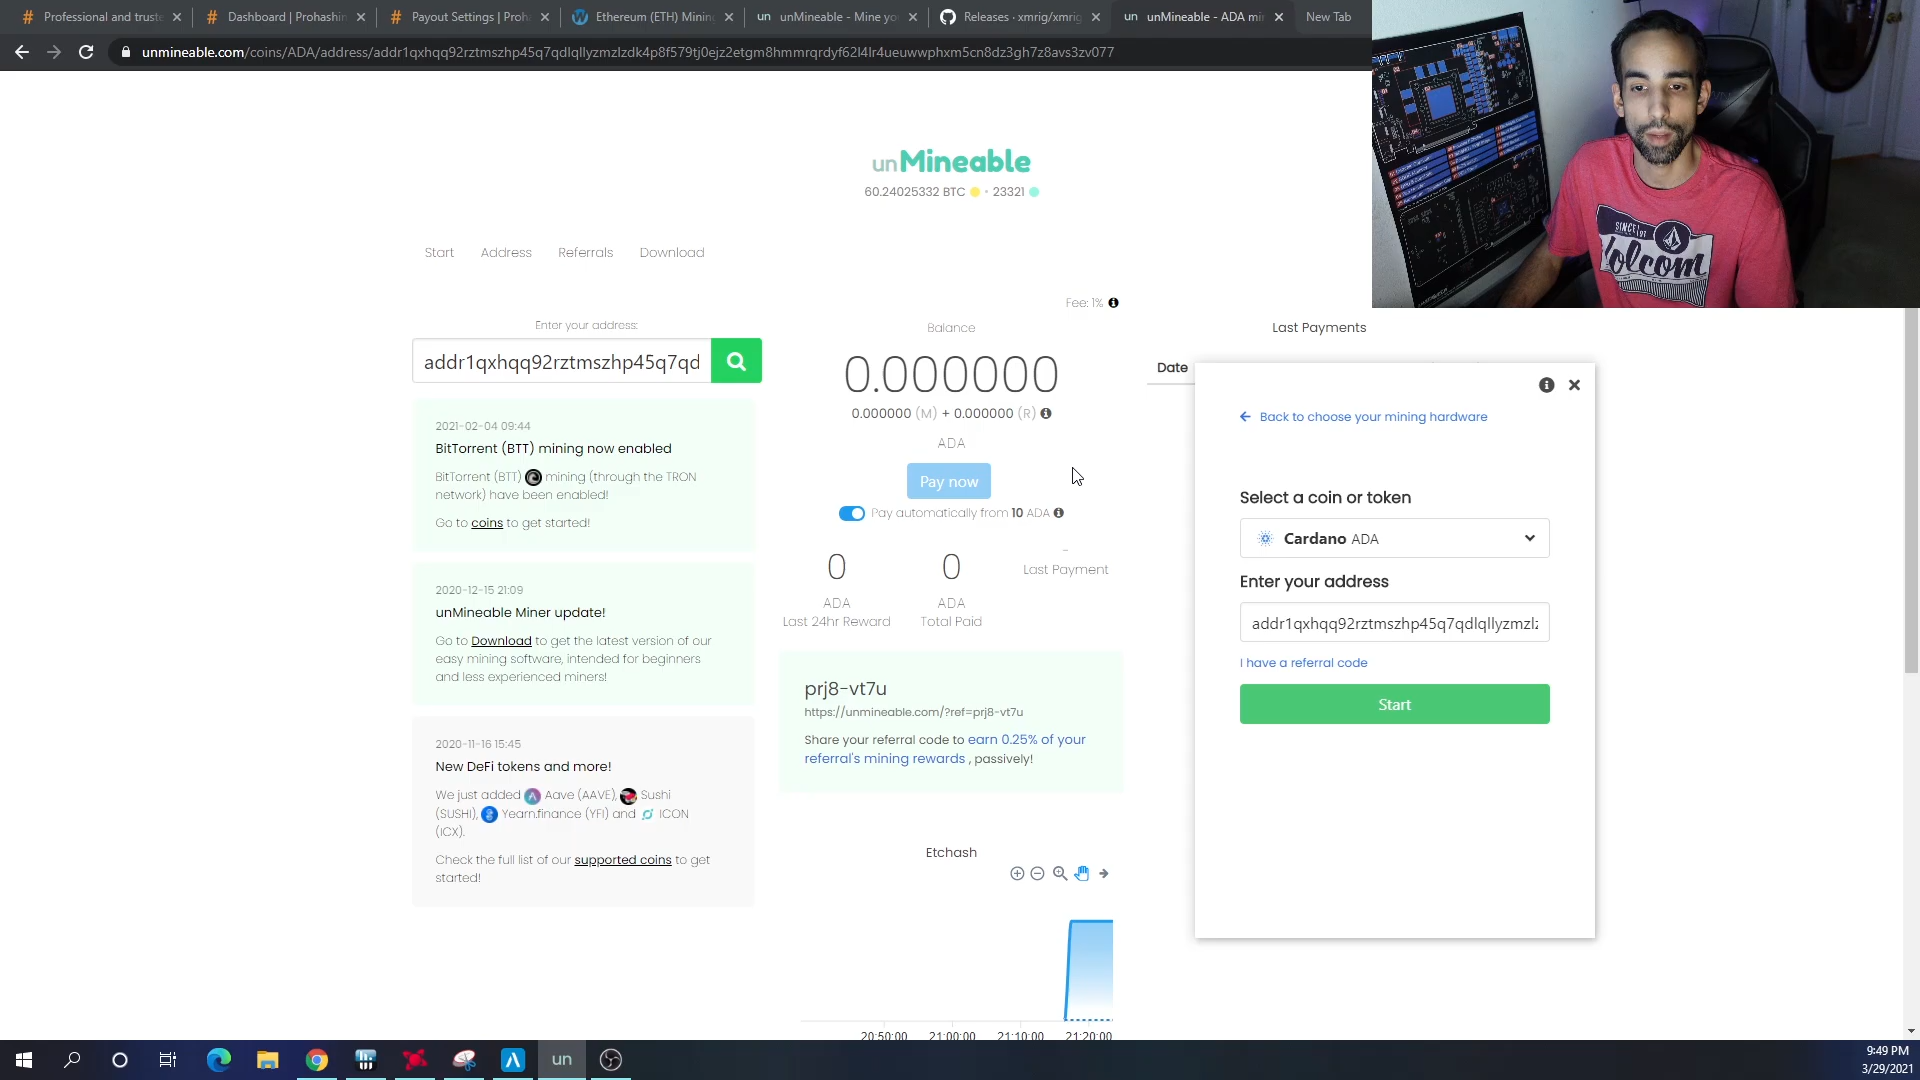 Professional and truste
Dashboard | Prohashin
Payout Settings | Proh
Ethereum (ETH) Mining
un unMineable - Mine yo
Releases · xmrig/xmrig
un unMineable - ADA mi
New Tab
unmineable.com/coins/ADA/address/addr1qxhqq92rztmszhp45q7qdlqllyzmzlzdk4p8f579tj0ejz2etgm8hmmrqrdyf62l4lr4ueuwwphxm5cn8dz3gh7z8avs3zv077
SINCE 91
Volcom
unMineable
60.24025332 BTC • 23321
Start
Address
Referrals
Download
Fee: 1%
Enter your address:
addr1qxhqq92rztmszhp45q7qd
2021-02-04 09:44
BitTorrent (BTT) mining now enabled
BitTorrent (BTT) mining (through the TRON
network) have been enabled!
Go to coins to get started!
2020-12-15 21:09
unMineable Miner update!
Go to Download to get the latest version of our
easy mining software, intended for beginners
and less experienced miners!
2020-11-16 15:45
New DeFi tokens and more!
We just added Aave (AAVE), Sushi
(SUSHI), Yearn.finance (YFI) and ICON
(ICX).
Check the full list of our supported coins to get
started!
Balance
0.000000
0.000000 (M) + 0.000000 (R)
ADA
Pay now
Pay automatically from 10 ADA
0
ADA
Last 24hr Reward
0
ADA
Total Paid
-
Last Payment
prj8-vt7u
https://unmineable.com/?ref=prj8-vt7u
Share your referral code to earn 0.25% of your
referral's mining rewards , passively!
Etchash
20:50:00
21:00:00
21:10:00
21:20:00
Last Payments
Date
Back to choose your mining hardware
Select a coin or token
Cardano ADA
Enter your address
addr1qxhqq92rztmszhp45q7qdlqllyzmzlz
I have a referral code
Start
un
9:49 PM
3/29/2021